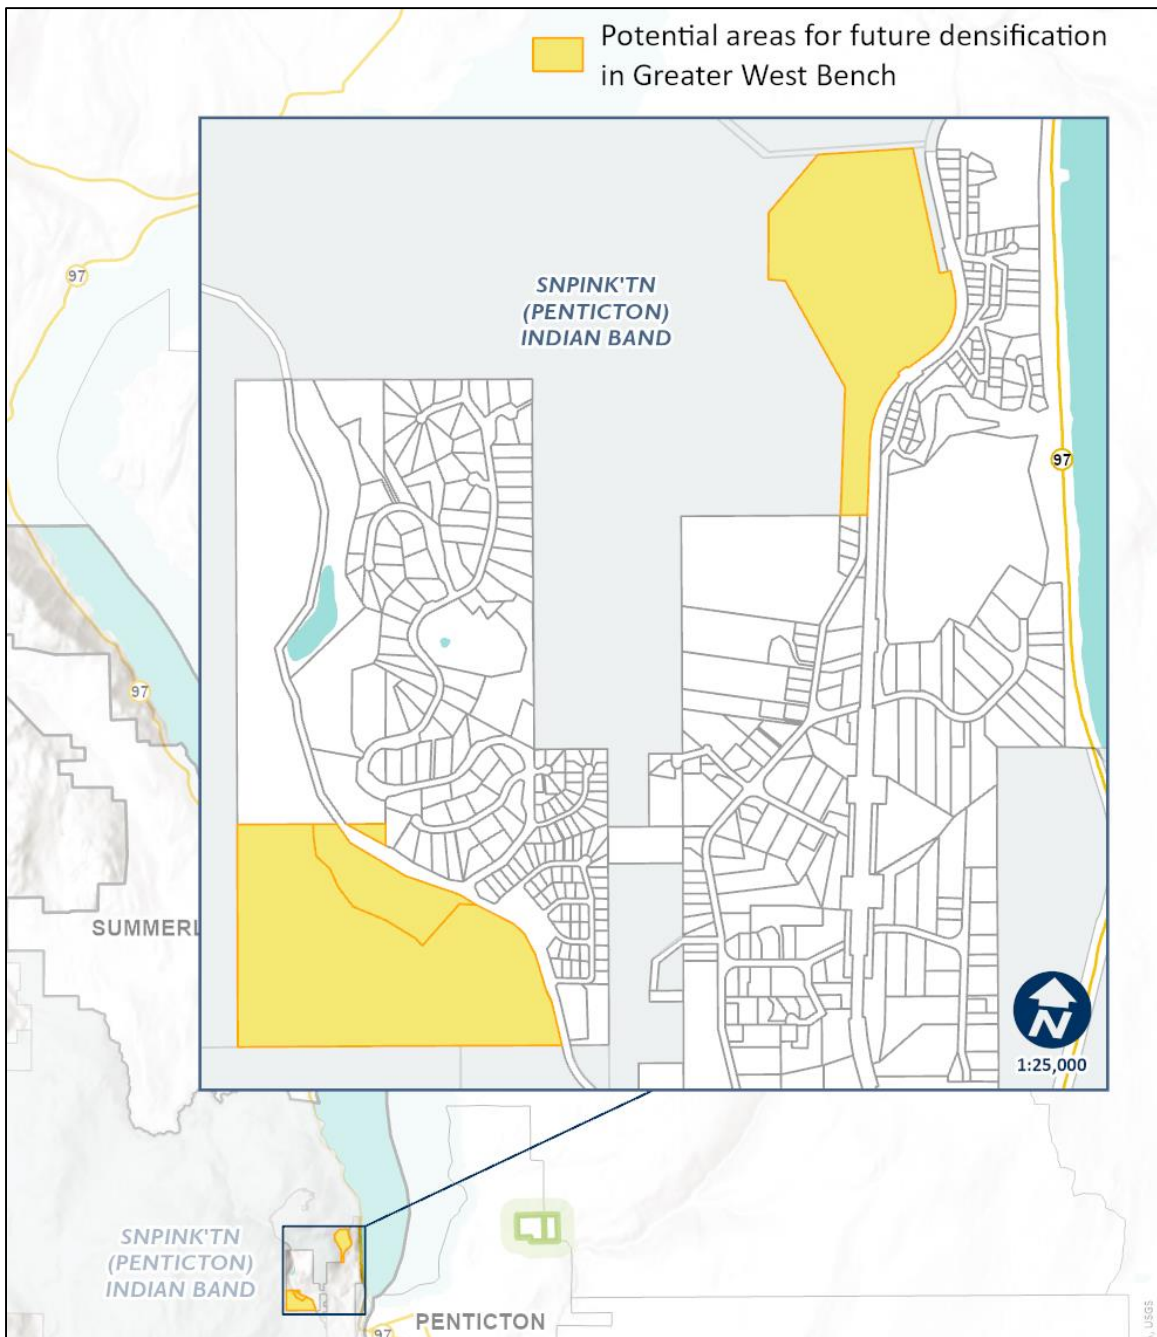 Potential areas for future densification
in Greater West Bench
97
SNPINK'TN
(PENTICTON)
INDIAN BAND
97
97
SUMMERL
N
1:25,000
SNPINK'TN
(PENTICTON)
INDIAN BAND
PENTICTON
97
USGS